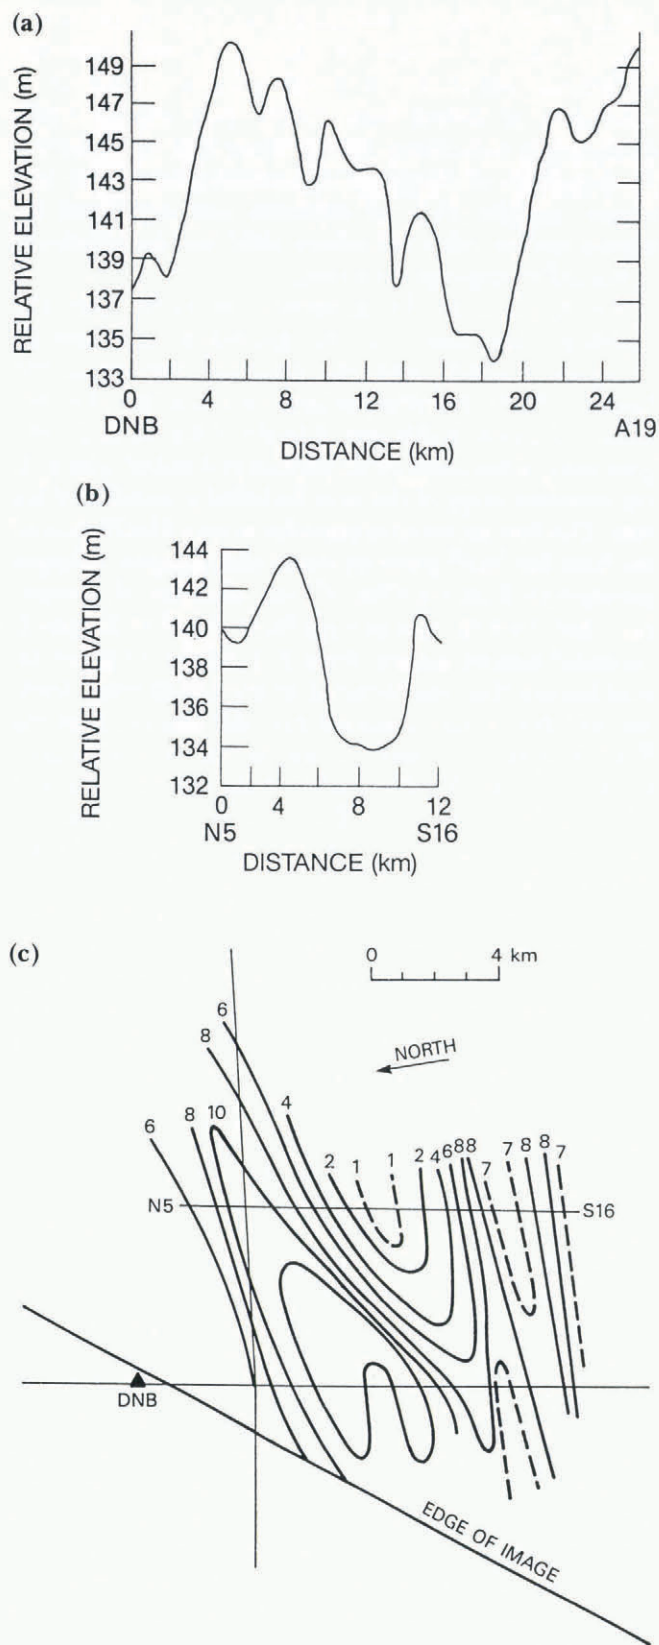 (a)
RELATIVE ELEVATION (m)
149
147
145
143
141
139
137
135
133
0 4 8 12 16 20 24
DNB A19
DISTANCE (km)
(b)
RELATIVE ELEVATION (m)
144
142
140
138
136
134
132
0 4 8 12
N5 S16
DISTANCE (km)
(c)
0 4 km
NORTH
6
8
4
10
8
6
2 1 1 2 4 6 8 8 7 7 8 8 7
N5 S16
DNB
EDGE OF IMAGE